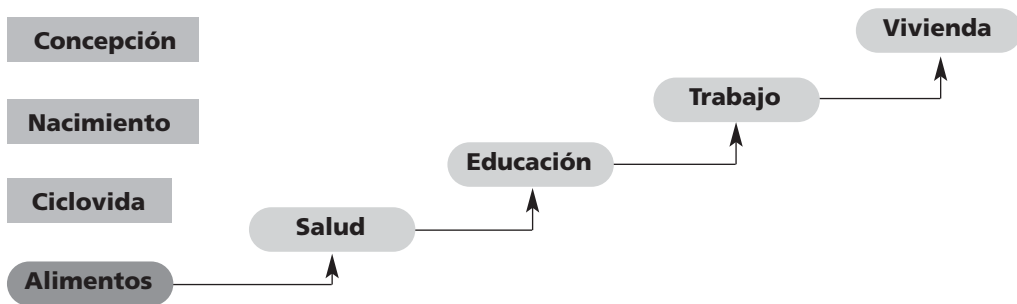 Concepción
Nacimiento
Ciclovida
Alimentos
Salud
Educación
Trabajo
Vivienda